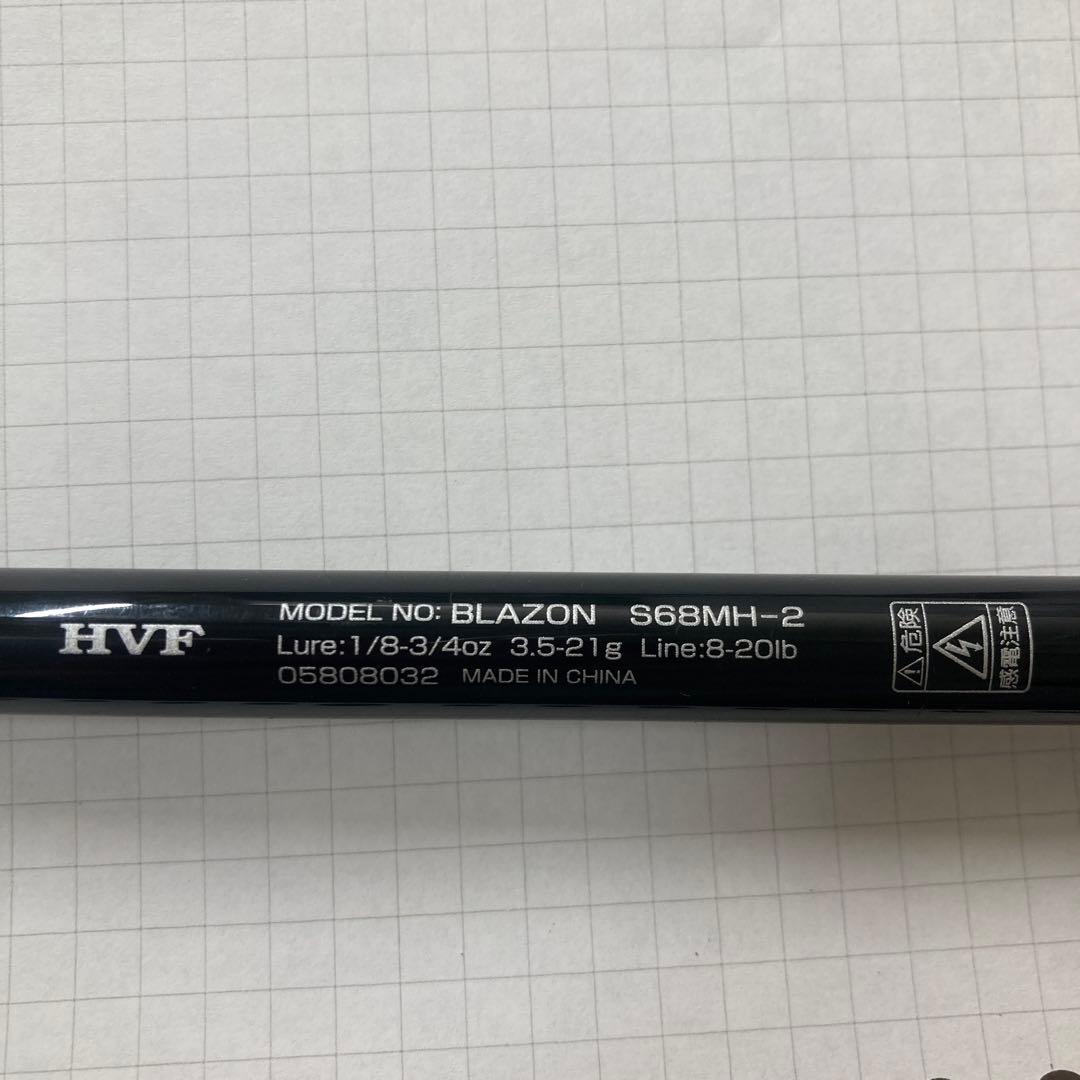 HVF
MODEL NO: BLAZON S68MH-2
Lure:1/8-3/4oz 3.5-21g Line:8-20lb
05808032 MADE IN CHINA
危険
感電注意